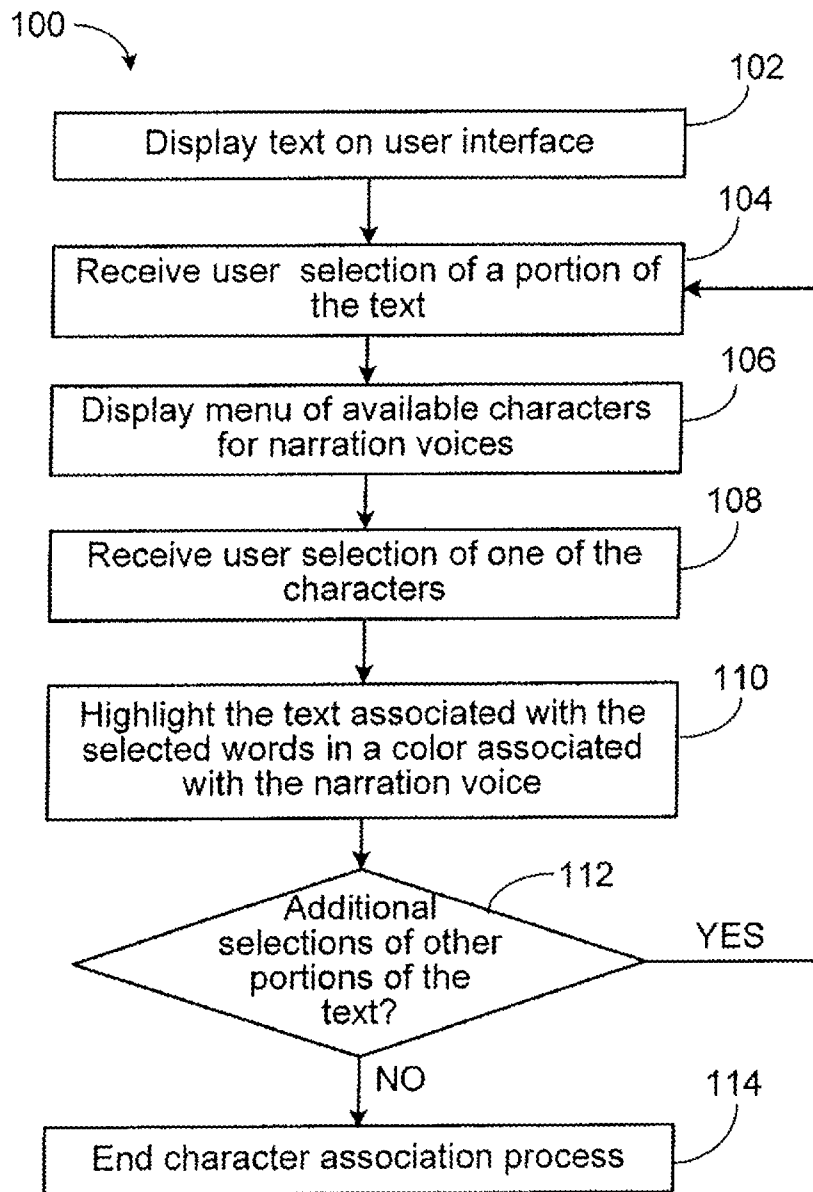 100
102
Display text on user interface
104
Receive user selection of a portion of
the text
106
Display menu of available characters
for narration voices
108
Receive user selection of one of the
characters
110
Highlight the text associated with the
selected words in a color associated
with the narration voice
112
Additional
selections of other
portions of the
text?
YES
NO
114
End character association process